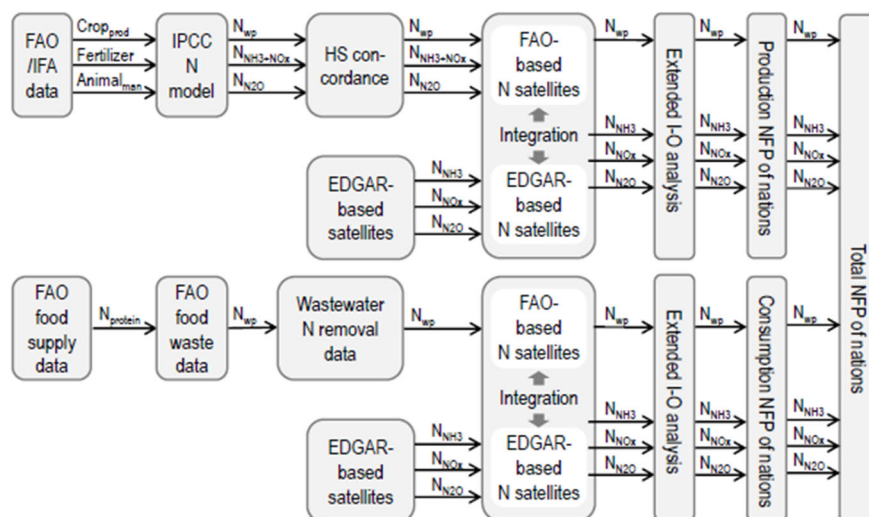 FAO
/IFA
data
Crop_prod
Fertilizer
Animal_man
IPCC
N
model
N_wp
N_NH3+NOx
N_N2O
HS con-
cordance
N_wp
N_NH3+NOx
N_N2O
FAO-
based
N satellites
Integration
EDGAR-
based
N satellites
EDGAR-
based
satellites
N_NH3
N_NOx
N_N2O
N_wp
N_NH3
N_NOx
N_N2O
Extended I-O analysis
N_wp
N_NH3
N_NOx
N_N2O
Production NFP of nations
N_wp
N_NH3
N_NOx
N_N2O
Total NFP of nations
FAO
food
supply
data
N_protein
FAO
food
waste
data
N_wp
Wastewater
N removal
data
N_wp
FAO-
based
N satellites
Integration
EDGAR-
based
N satellites
EDGAR-
based
satellites
N_NH3
N_NOx
N_N2O
N_wp
N_NH3
N_NOx
N_N2O
Extended I-O analysis
N_wp
N_NH3
N_NOx
N_N2O
Consumption NFP of nations
N_wp
N_NH3
N_NOx
N_N2O